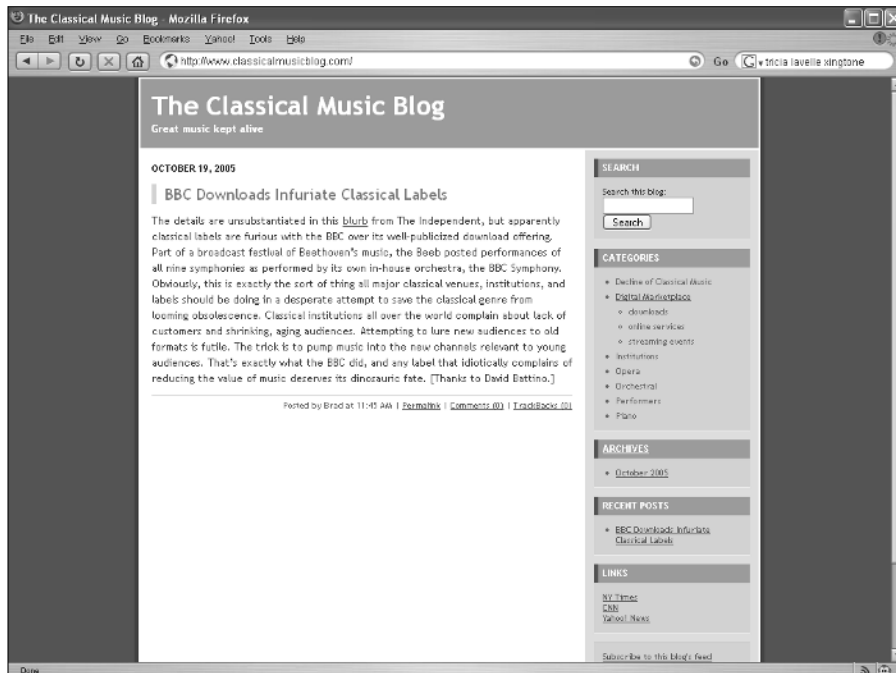 The Classical Music Blog - Mozilla Firefox
File Edit View Go Bookmarks Yahoo! Tools Help
http://www.classicalmusicblog.com/ Go tricia lavelle xingtone
The Classical Music Blog
Great music kept alive
OCTOBER 19, 2005
BBC Downloads Infuriate Classical Labels
The details are unsubstantiated in this blurb from The Independent, but apparently
classical labels are furious with the BBC over its well-publicized download offering.
Part of a broadcast festival of Beethoven's music, the Beeb posted performances of
all nine symphonies as performed by its own in-house orchestra, the BBC Symphony.
Obviously, this is exactly the sort of thing all major classical venues, institutions, and
labels should be doing in a desperate attempt to save the classical genre from
looming obsolescence. Classical institutions all over the world complain about lack of
customers and shrinking, aging audiences. Attempting to lure new audiences to old
formats is futile. The trick is to pump music into the new channels relevant to young
audiences. That's exactly what the BBC did, and any label that idiotically complains of
reducing the value of music deserves its dinosauric fate. [Thanks to David Battino.]
Posted by Brad at 11:45 AM | Permalink | Comments (0) | TrackBacks (0)
SEARCH
Search this blog:
Search
CATEGORIES
Decline of Classical Music
Digital Marketplace
downloads
online services
streaming events
Institutions
Opera
Orchestral
Performers
Piano
ARCHIVES
October 2005
RECENT POSTS
BBC Downloads Infuriate
Classical Labels
LINKS
NY Times
CNN
Yahoo! News
Subscribe to this blog's feed
Done